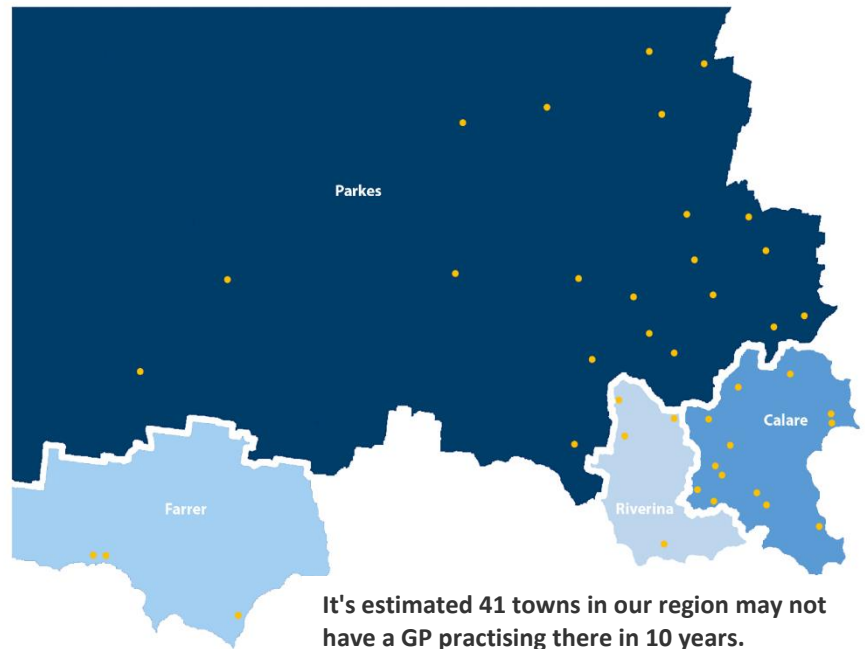 Parkes
Calare
Farrer
Riverina
It's estimated 41 towns in our region may not
have a GP practising there in 10 years.